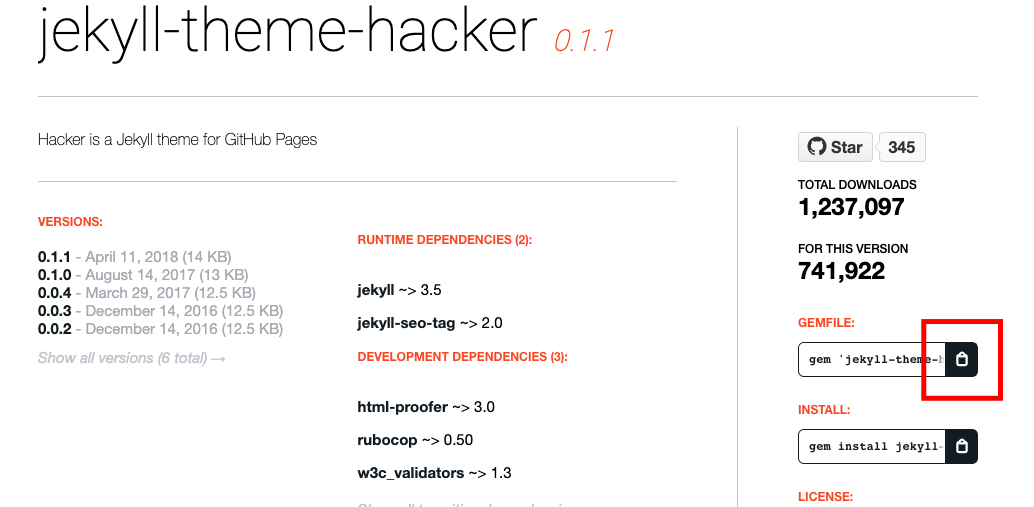 jekyll-theme-hacker 0.1.1
Hacker is a Jekyll theme for GitHub Pages
VERSIONS:
0.1.1 - April 11, 2018 (14 KB)
0.1.0 - August 14, 2017 (13 KB)
0.0.4 - March 29, 2017 (12.5 KB)
0.0.3 - December 14, 2016 (12.5 KB)
0.0.2 - December 14, 2016 (12.5 KB)
Show all versions (6 total) →
RUNTIME DEPENDENCIES (2):
jekyll ~> 3.5
jekyll-seo-tag ~> 2.0
DEVELOPMENT DEPENDENCIES (3):
html-proofer ~> 3.0
rubocop ~> 0.50
w3c_validators ~> 1.3
Star 345
TOTAL DOWNLOADS
1,237,097
FOR THIS VERSION
741,922
GEMFILE:
gem 'jekyll-theme-h
INSTALL:
gem install jekyll-
LICENSE: